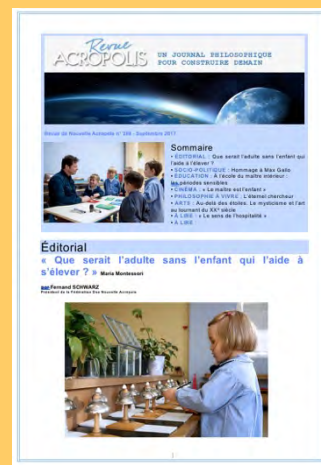 Revue
ACROPOLIS
UN JOURNAL PHILOSOPHIQUE
POUR CONSTRUIRE DEMAIN
Revue de Nouvelle Acropole n° 288 - Septembre 2017
Sommaire
• ÉDITORIAL : Que serait l'adulte sans l'enfant qui
l'aide à s'élever ?
• SOCIO-POLITIQUE : Hommage à Max Gallo
• ÉDUCATION : À l'école du maître intérieur :
les périodes sensibles
• CINÉMA : « Le maître est l'enfant »
• PHILOSOPHIE À VIVRE : L'éternel chercheur
• ARTS : Au-delà des étoiles. Le mysticisme et l'art
au tournant du XXe siècle
• À LIRE : « Le sens de l'hospitalité »
• À LIRE
Éditorial
« Que serait l'adulte sans l'enfant qui l'aide à
s'élever ? » Maria Montessori
par Fernand SCHWARZ
Président de la Fédération Des Nouvelle Acropole
1